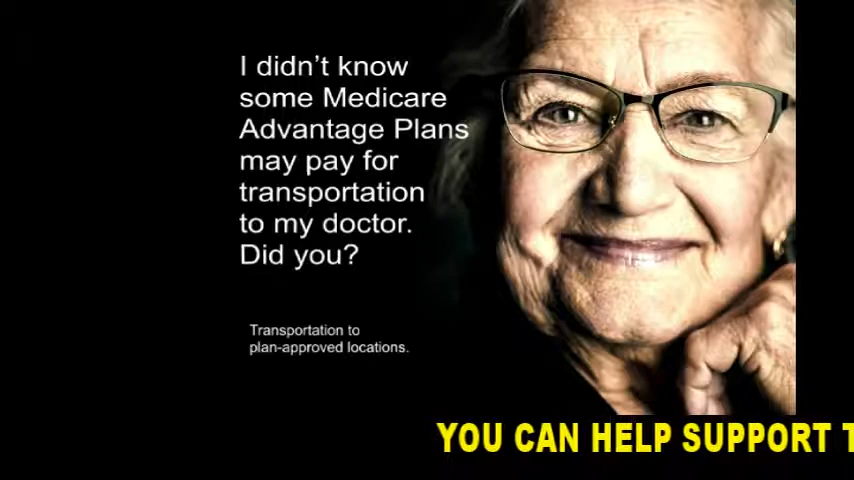 I didn't know
some Medicare
Advantage Plans
may pay for
transportation
to my doctor.
Did you?
Transportation to
plan-approved locations.
YOU CAN HELP SUPPORT